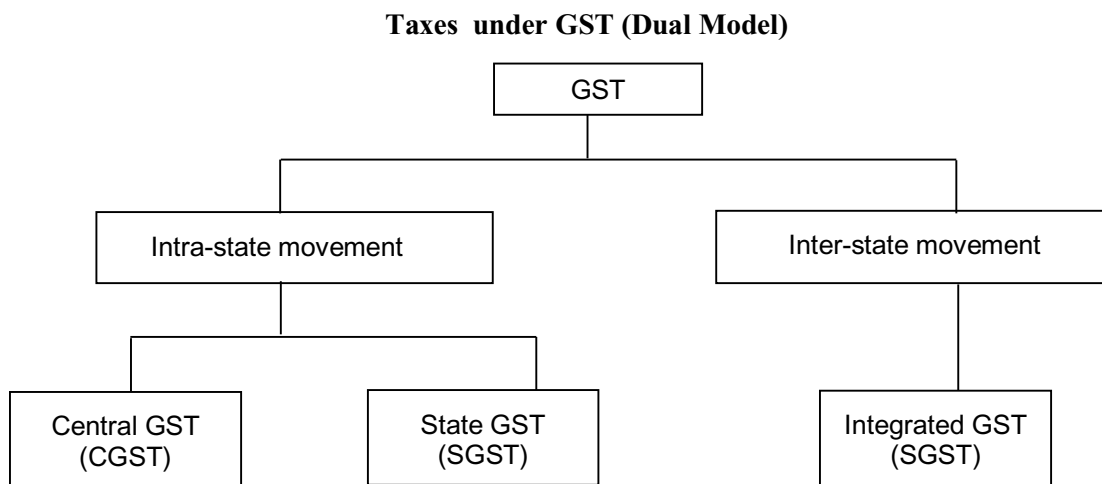 Taxes under GST (Dual Model)
GST
Intra-state movement
Inter-state movement
Central GST
(CGST)
State GST
(SGST)
Integrated GST
(SGST)